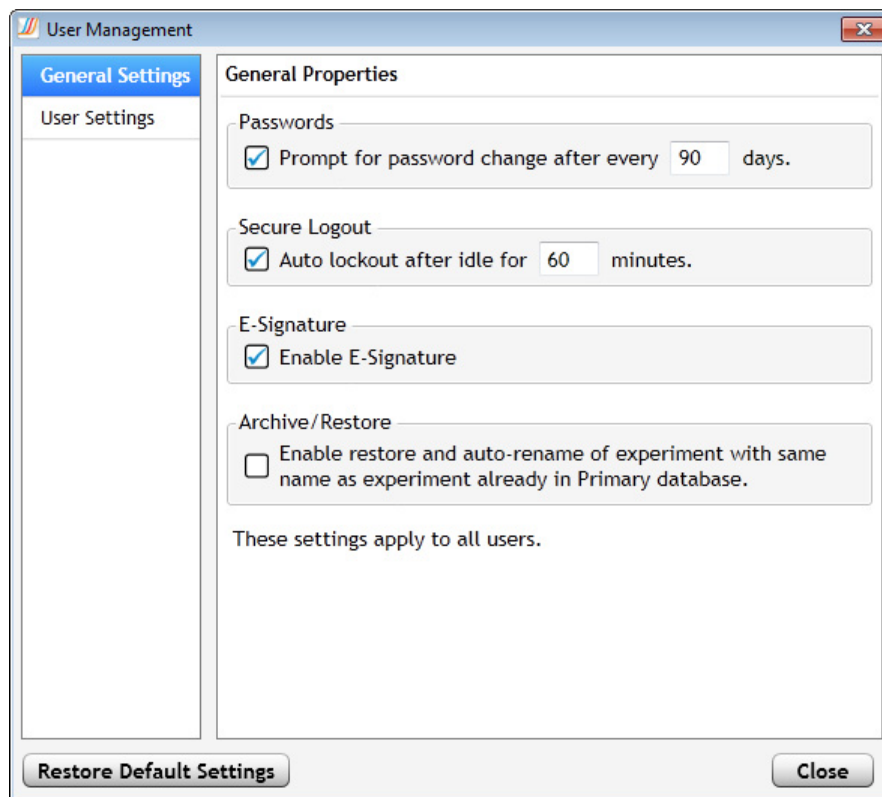 User Management
General Settings
User Settings
General Properties
Passwords
Prompt for password change after every 90 days.
Secure Logout
Auto lockout after idle for 60 minutes.
E-Signature
Enable E-Signature
Archive/Restore
Enable restore and auto-rename of experiment with same
name as experiment already in Primary database.
These settings apply to all users.
Restore Default Settings
Close